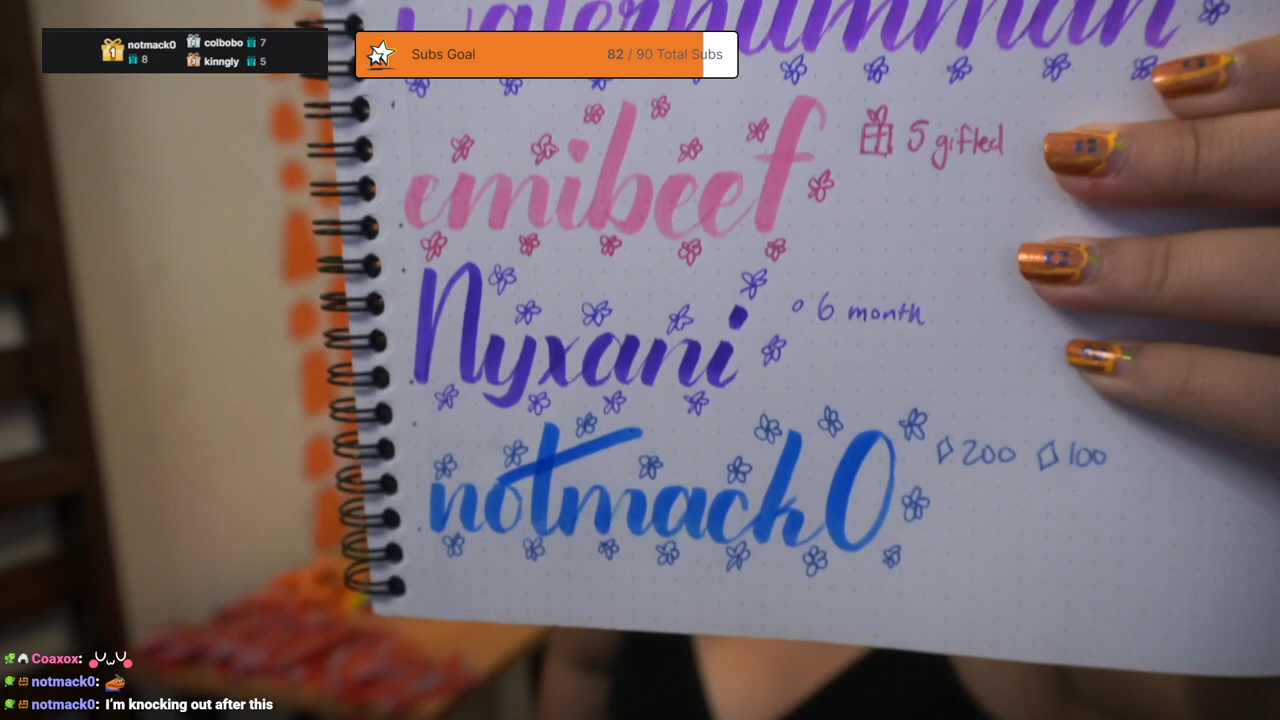 notmack0
8
colbobo 7
kinngly 5
1
Subs Goal
82 / 90 Total Subs
emibeef
5 gifted
Nyxani
6 month
notmack0
200 100
Coaxox:
notmack0:
notmack0: I'm knocking out after this